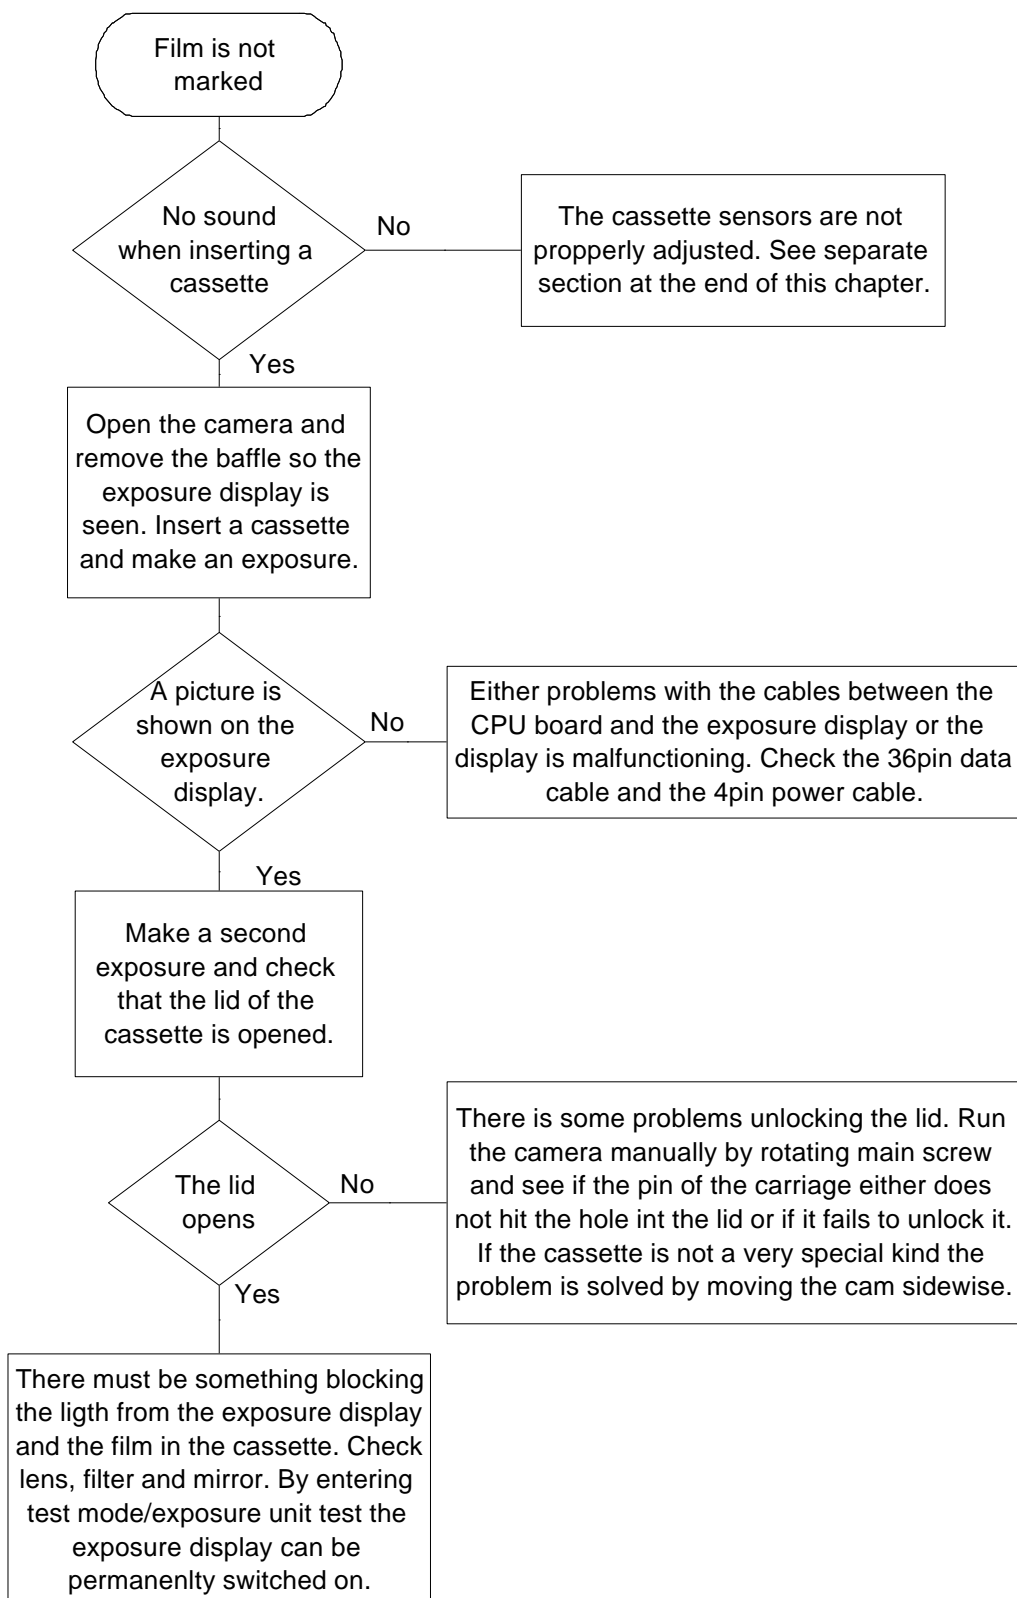 Film is not
marked
No sound
when inserting a
cassette
No
The cassette sensors are not
propperly adjusted. See separate
section at the end of this chapter.
Yes
Open the camera and
remove the baffle so the
exposure display is
seen. Insert a cassette
and make an exposure.
A picture is
shown on the
exposure
display.
No
Either problems with the cables between the
CPU board and the exposure display or the
display is malfunctioning. Check the 36pin data
cable and the 4pin power cable.
Yes
Make a second
exposure and check
that the lid of the
cassette is opened.
The lid
opens
No
There is some problems unlocking the lid. Run
the camera manually by rotating main screw
and see if the pin of the carriage either does
not hit the hole int the lid or if it fails to unlock it.
If the cassette is not a very special kind the
problem is solved by moving the cam sidewise.
Yes
There must be something blocking
the ligth from the exposure display
and the film in the cassette. Check
lens, filter and mirror. By entering
test mode/exposure unit test the
exposure display can be
permanenlty switched on.